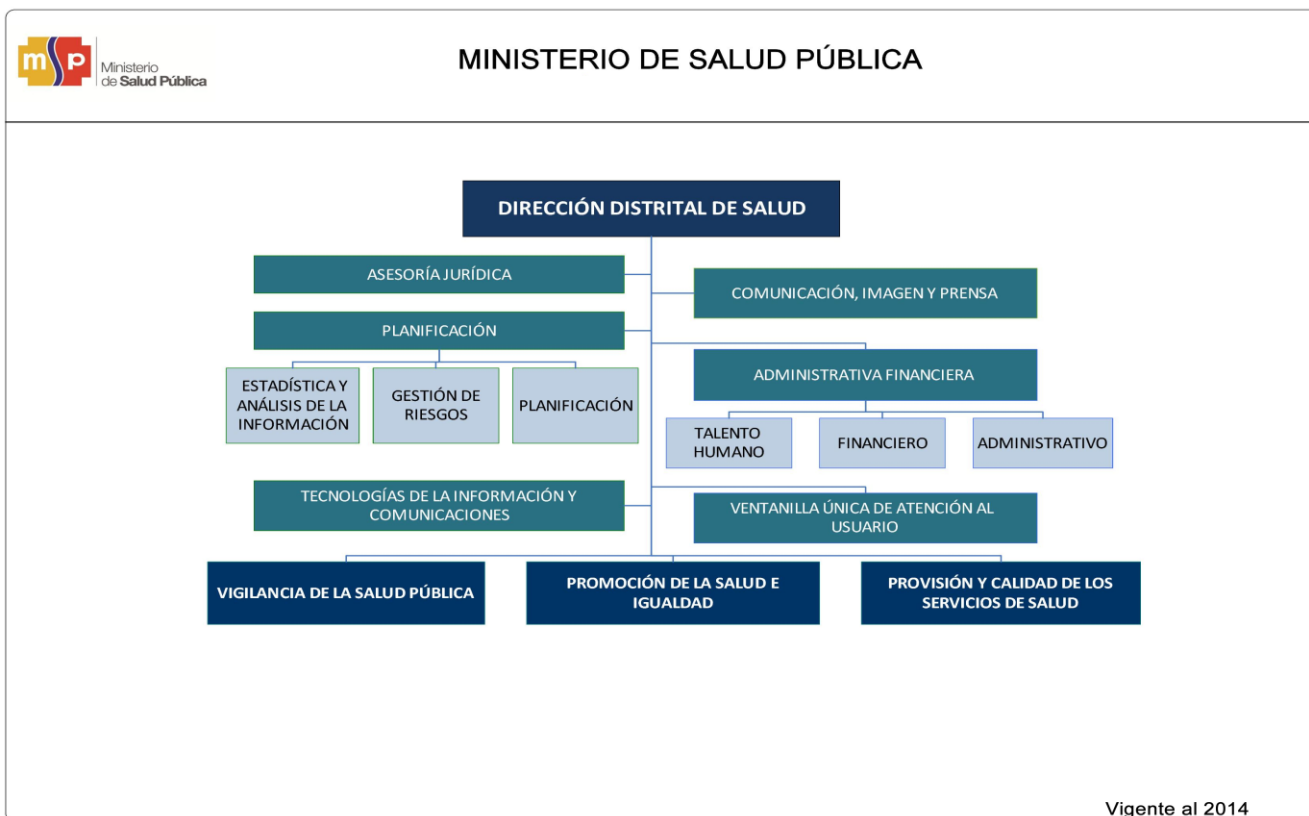 msp
Ministerio
de Salud Pública
MINISTERIO DE SALUD PÚBLICA
DIRECCIÓN DISTRITAL DE SALUD
ASESORÍA JURÍDICA
COMUNICACIÓN, IMAGEN Y PRENSA
PLANIFICACIÓN
ADMINISTRATIVA FINANCIERA
ESTADÍSTICA Y
ANÁLISIS DE LA
INFORMACIÓN
GESTIÓN DE
RIESGOS
PLANIFICACIÓN
TALENTO
HUMANO
FINANCIERO
ADMINISTRATIVO
TECNOLOGÍAS DE LA INFORMACIÓN Y
COMUNICACIONES
VENTANILLA ÚNICA DE ATENCIÓN AL
USUARIO
VIGILANCIA DE LA SALUD PÚBLICA
PROMOCIÓN DE LA SALUD E
IGUALDAD
PROVISIÓN Y CALIDAD DE LOS
SERVICIOS DE SALUD
Vigente al 2014